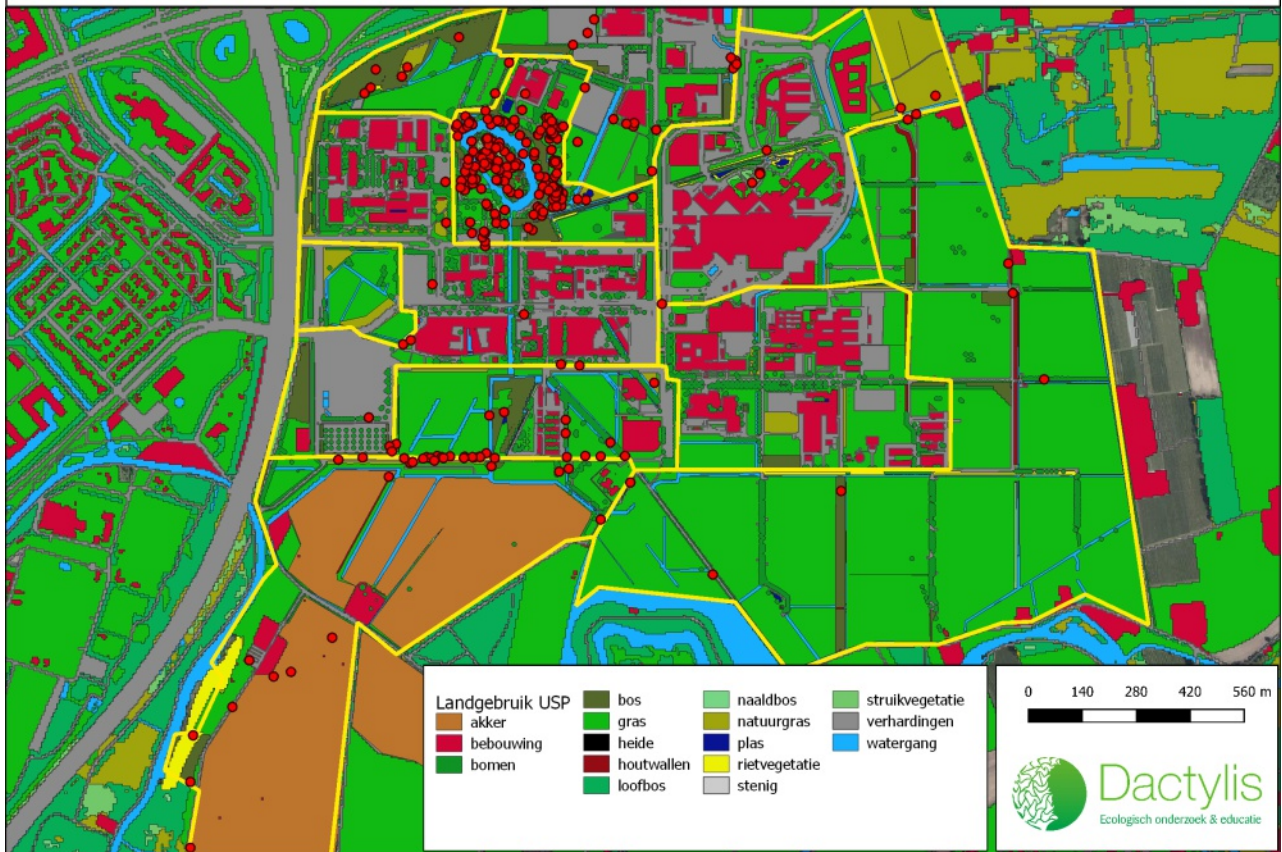 Landgebruik USP
akker
bebouwing
bomen
bos
gras
heide
houtwallen
loofbos
naaldbos
natuurgras
plas
rietvegetatie
stenig
struikvegetatie
verhardingen
watergang
0 140 280 420 560 m
Dactylis
Ecologisch onderzoek & educatie